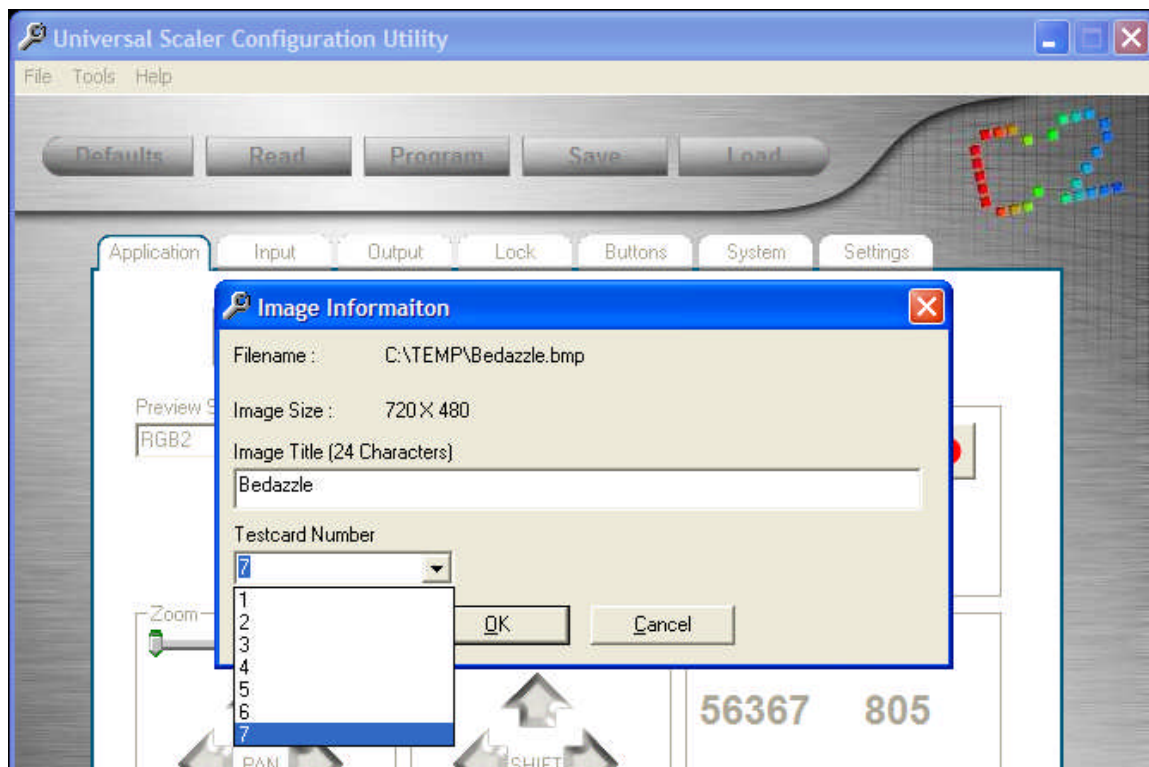 Universal Scaler Configuration Utility
File Tools Help
Defaults Read Program Save Load
C2
Application Input Output Lock Buttons System Settings
Image Informaiton
Filename : C:\TEMP\Bedazzle.bmp
Preview S
Image Size : 720 X 480
RGB2
Image Title (24 Characters)
Bedazzle
Testcard Number
7
1
2
3
4
5
6
7
Zoom
OK Cancel
56367 805
PAN SHIFT